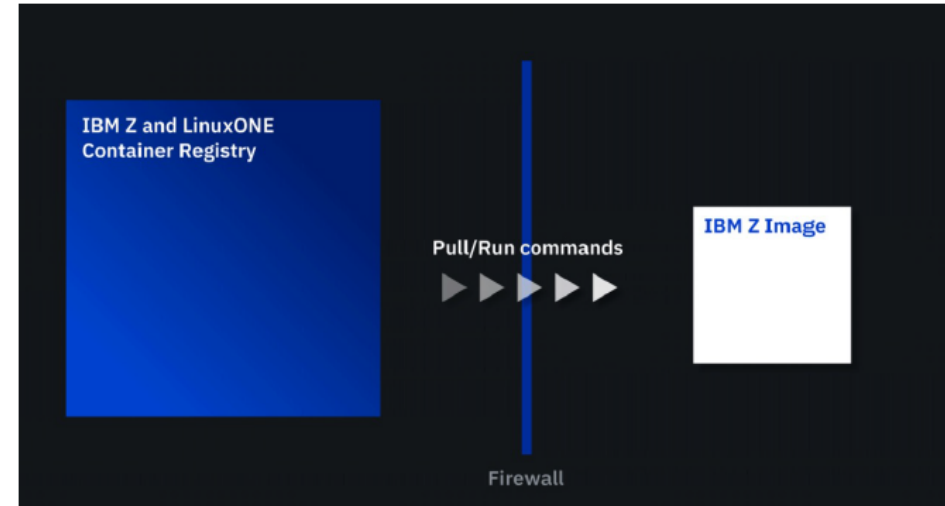 IBM Z and LinuxONE
Container Registry
Pull/Run commands
IBM Z Image
Firewall